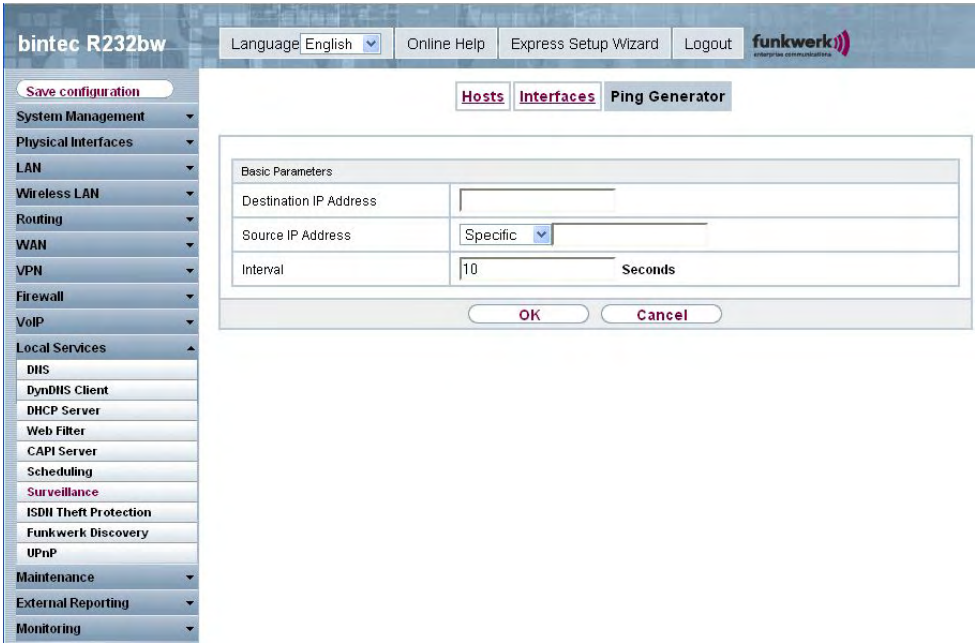 bintec R232bw
Language English
Online Help
Express Setup Wizard
Logout
funkwerk
enterprise communications
Save configuration
System Management
Physical Interfaces
LAN
Wireless LAN
Routing
WAN
VPN
Firewall
VoIP
Local Services
DNS
DynDNS Client
DHCP Server
Web Filter
CAPI Server
Scheduling
Surveillance
ISDN Theft Protection
Funkwerk Discovery
UPnP
Maintenance
External Reporting
Monitoring
Hosts Interfaces Ping Generator
Basic Parameters
Destination IP Address
Source IP Address Specific
Interval 10 Seconds
OK Cancel